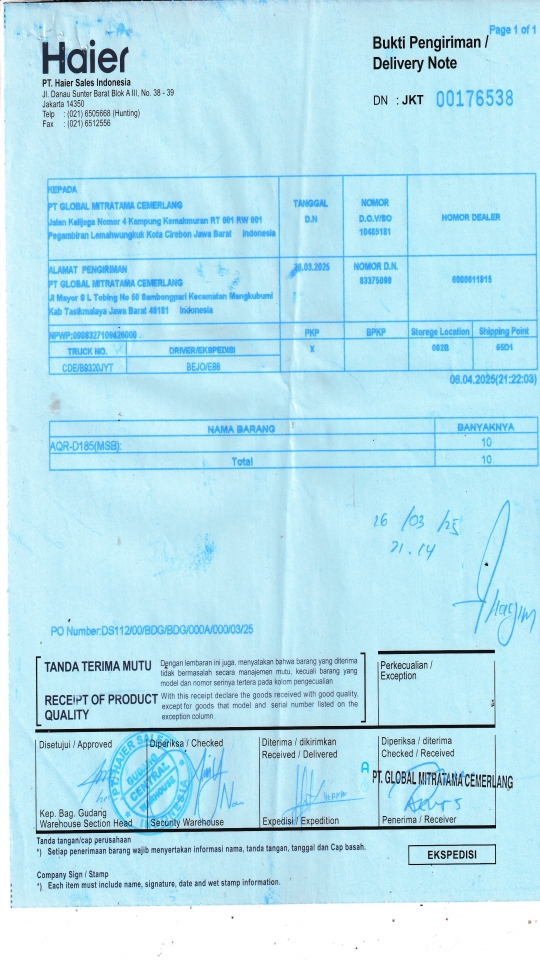 Page 1 of 1
Haier
PT. Haier Sales Indonesia
Jl. Danau Sunter Barat Blok A III, No. 38 - 39
Jakarta 14350
Telp : (021) 6505668 (Hunting)
Fax : (021) 6512556
Bukti Pengiriman /
Delivery Note
DN : JKT 00176538
KEPADA
PT GLOBAL MITRATAMA CEMERLANG
Jalan Kalijaga Nomor 4 Kampung Kemakmuran RT 001 RW 001
Pegambiran Lemahwungkuk Kota Cirebon Jawa Barat Indonesia
TANGGAL
D.N
NOMOR
D.O.V/SO
10485181
NOMOR DEALER
ALAMAT PENGIRIMAN
PT GLOBAL MITRATAMA CEMERLANG
Jl Mayor S L Tobing No 50 Sambongpari Kecamatan Mangkubumi
Kab Tasikmalaya Jawa Barat 46181 Indonesia
.03.2025
NOMOR D.N.
83375099
6000611815
PKP
BPKP
Storege Location
Shipping Point
TRUCK NO.
DRIVER/EKSPEDISI
X
002B
65D1
CDE/B9320JYT
BEJO/EBB
06.04.2025(21:22:03)
NAMA BARANG
BANYAKNYA
AQR-D185(MSB):
10
Total
10
26 /03 /25
21.14
PO Number:DS112/00/BDG/BDG/000A/000/03/25
TANDA TERIMA MUTU
Dengan lembaran ini juga, menyatakan bahwa barang yang diterima
tidak bermasalah secara manajemen mutu, kecuali barang yang
model dan nomor serinya tertera pada kolom pengecualian
RECEIPT OF PRODUCT
QUALITY
With this receipt declare the goods received with good quality,
except for goods that model and serial number listed on the
exception column
Perkecualian /
Exception
Disetujui / Approved
Diperiksa / Checked
Diterima / dikirimkan
Received / Delivered
Diperiksa / diterima
Checked / Received
PT HAIER SALES INDONESIA
CENTRAL
WAREHOUSE
PT. GLOBAL MITRATAMA CEMERLANG
Kep. Bag. Gudang
Warehouse Section Head
Security Warehouse
Expedisi / Expedition
Penerima / Receiver
Tanda tangan/cap perusahaan
*) Setiap penerimaan barang wajib menyertakan informasi nama, tanda tangan, tanggal dan Cap basah.
EKSPEDISI
Company Sign / Stamp
*) Each item must include name, signature, date and wet stamp information.